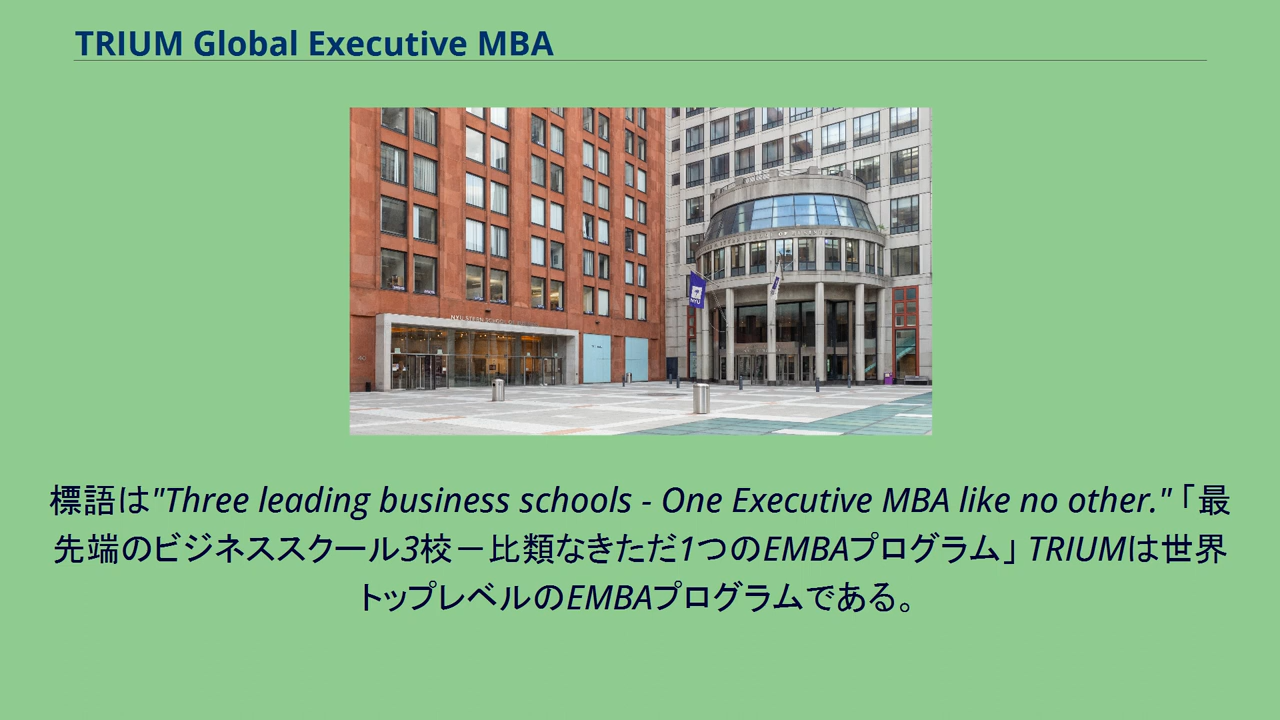 TRIUM Global Executive MBA
NYU STERN SCHOOL
NYU
標語は"Three leading business schools - One Executive MBA like no other."「最
先端のビジネススクール3校－比類なきただ1つのEMBAプログラム」TRIUMは世界
トップレベルのEMBAプログラムである。